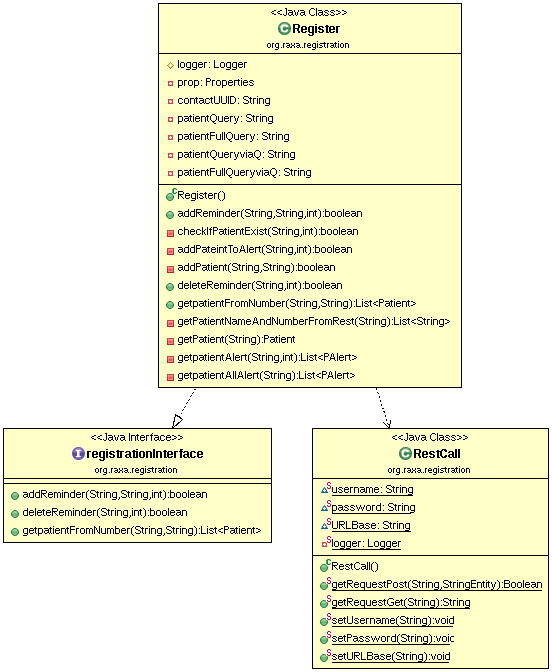 <<Java Class>>
Register
org.raxa.registration
logger: Logger
prop: Properties
contactUUID: String
patientQuery: String
patientFullQuery: String
patientQueryviaQ: String
patientFullQueryviaQ: String
Register()
addReminder(String,String,int):boolean
checkIfPatientExist(String,int):boolean
addPateintToAlert(String,int):boolean
addPatient(String,String):boolean
deleteReminder(String,int):boolean
getpatientFromNumber(String,String):List<Patient>
getPatientNameAndNumberFromRest(String):List<String>
getPatient(String):Patient
getpatientAlert(String,int):List<PAlert>
getpatientAllAlert(String):List<PAlert>
<<Java Interface>>
registrationInterface
org.raxa.registration
addReminder(String,String,int):boolean
deleteReminder(String,int):boolean
getpatientFromNumber(String,String):List<Patient>
<<Java Class>>
RestCall
org.raxa.registration
username: String
password: String
URLBase: String
logger: Logger
RestCall()
getRequestPost(String,StringEntity):Boolean
getRequestGet(String):String
setUsername(String):void
setPassword(String):void
setURLBase(String):void